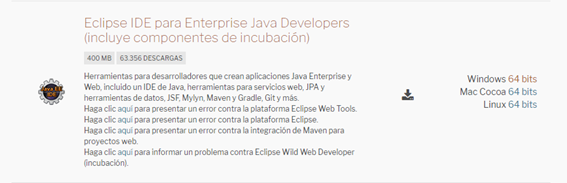 Eclipse IDE para Enterprise Java Developers
(incluye componentes de incubación)
400 MB 63.356 DESCARGAS
Herramientas para desarrolladores que crean aplicaciones Java Enterprise y
Web, incluido un IDE de Java, herramientas para servicios web, JPA y
herramientas de datos, JSF, Mylyn, Maven y Gradle, Git y más.
Haga clic aquí para presentar un error contra la plataforma Eclipse Web Tools.
Haga clic aquí para presentar un error contra la plataforma Eclipse.
Haga clic aquí para presentar un error contra la integración de Maven para
proyectos web.
Haga clic aquí para informar un problema contra Eclipse Wild Web Developer
(incubación).
Windows 64 bits
Mac Cocoa 64 bits
Linux 64 bits